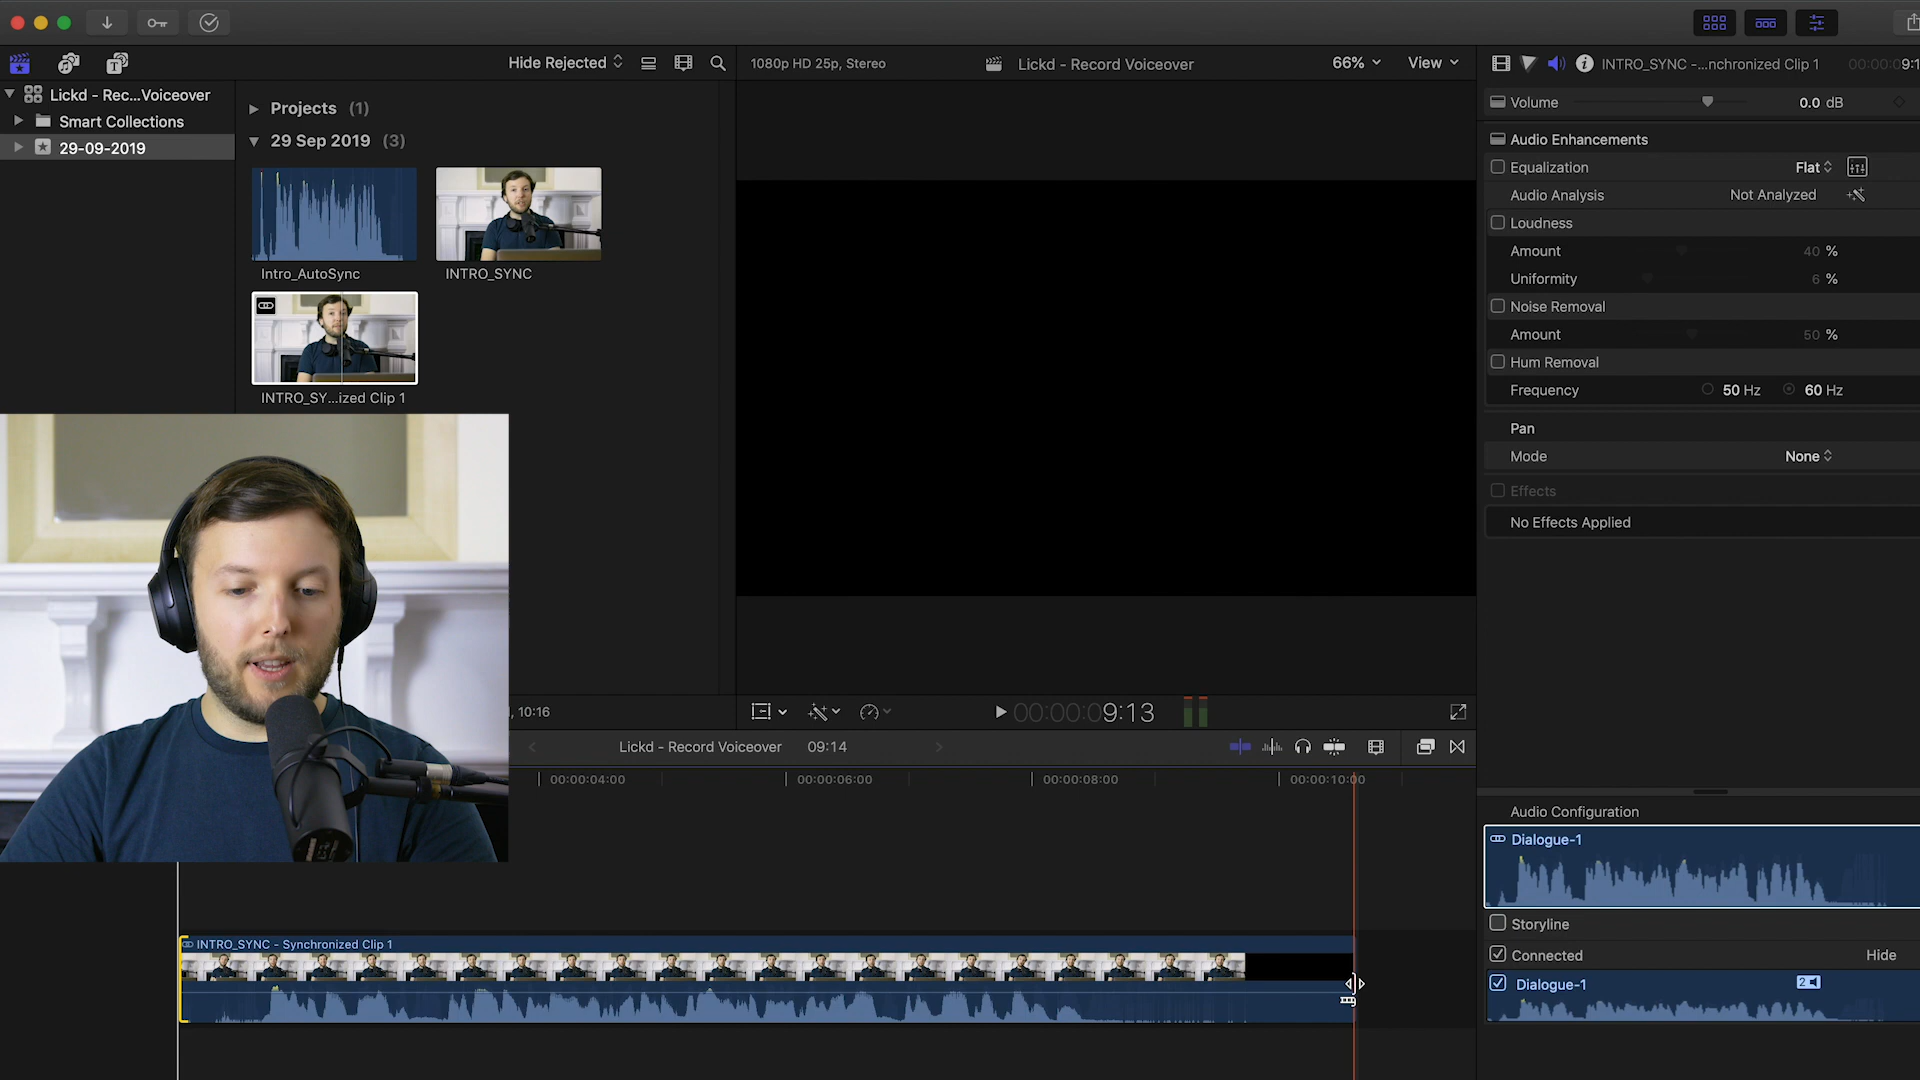 Hide Rejected
1080p HD 25p, Stereo
Lickd - Record Voiceover
66%
View
INTRO_SYNC -...nchronized Clip 1
00:00:09:1
Lickd - Rec...Voiceover
Smart Collections
29-09-2019
Projects (1)
29 Sep 2019 (3)
Intro_AutoSync
INTRO_SYNC
INTRO_SY...ized Clip 1
Volume
0.0 dB
Audio Enhancements
Equalization
Flat
Audio Analysis
Not Analyzed
Loudness
Amount
40 %
Uniformity
6 %
Noise Removal
Amount
50 %
Hum Removal
Frequency
50 Hz
60 Hz
Pan
Mode
None
Effects
No Effects Applied
, 10:16
00:00:09:13
Lickd - Record Voiceover
09:14
00:00:04:00
00:00:06:00
00:00:08:00
00:00:10:00
INTRO_SYNC - Synchronized Clip 1
Audio Configuration
Dialogue-1
Storyline
Connected
Hide
Dialogue-1
2